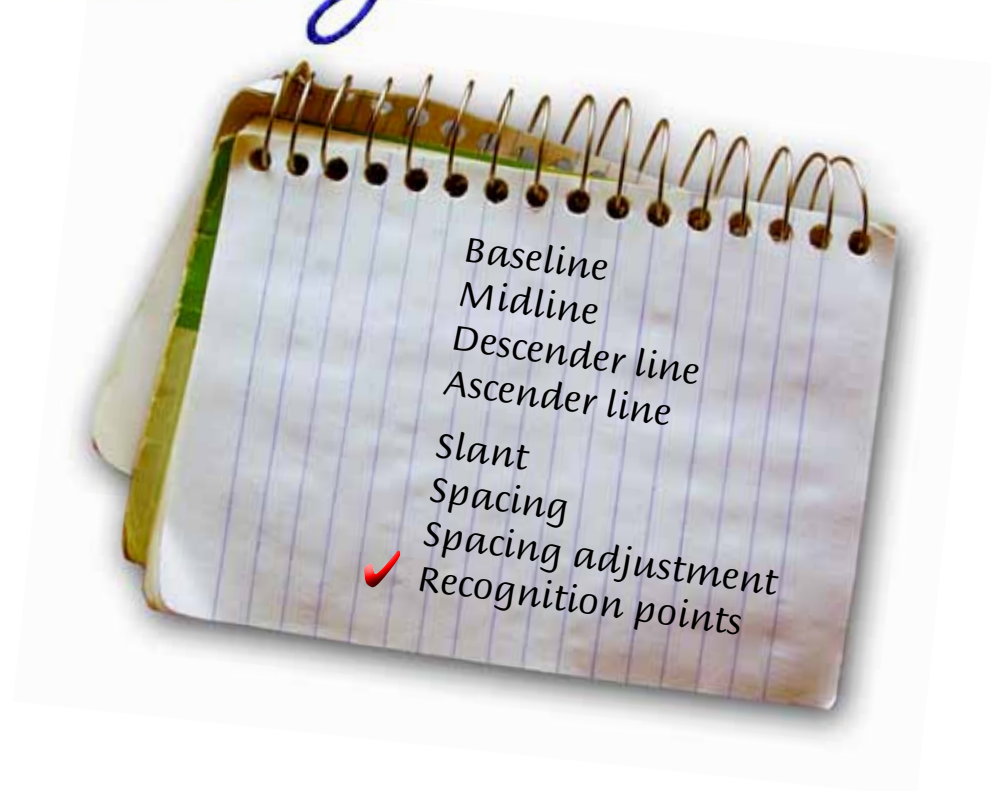 Baseline
Midline
Descender line
Ascender line
Slant
Spacing
Spacing adjustment
Recognition points